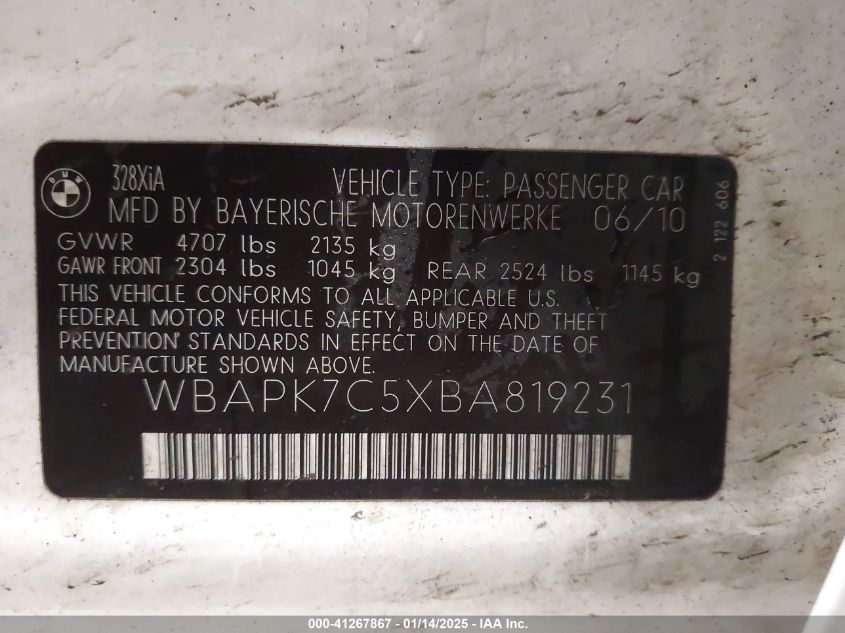 BMW
328XiA
VEHICLE TYPE: PASSENGER CAR
MFD BY BAYERISCHE MOTORENWERKE 06/10
GVWR 4707 lbs 2135 kg
GAWR FRONT 2304 lbs 1045 kg REAR 2524 lbs 1145 kg
THIS VEHICLE CONFORMS TO ALL APPLICABLE U.S.
FEDERAL MOTOR VEHICLE SAFETY, BUMPER AND THEFT
PREVENTION STANDARDS IN EFFECT ON THE DATE OF
MANUFACTURE SHOWN ABOVE.
WBAPK7C5XBA819231
2 122 606
000-41267867 - 01/14/2025 - IAA Inc.